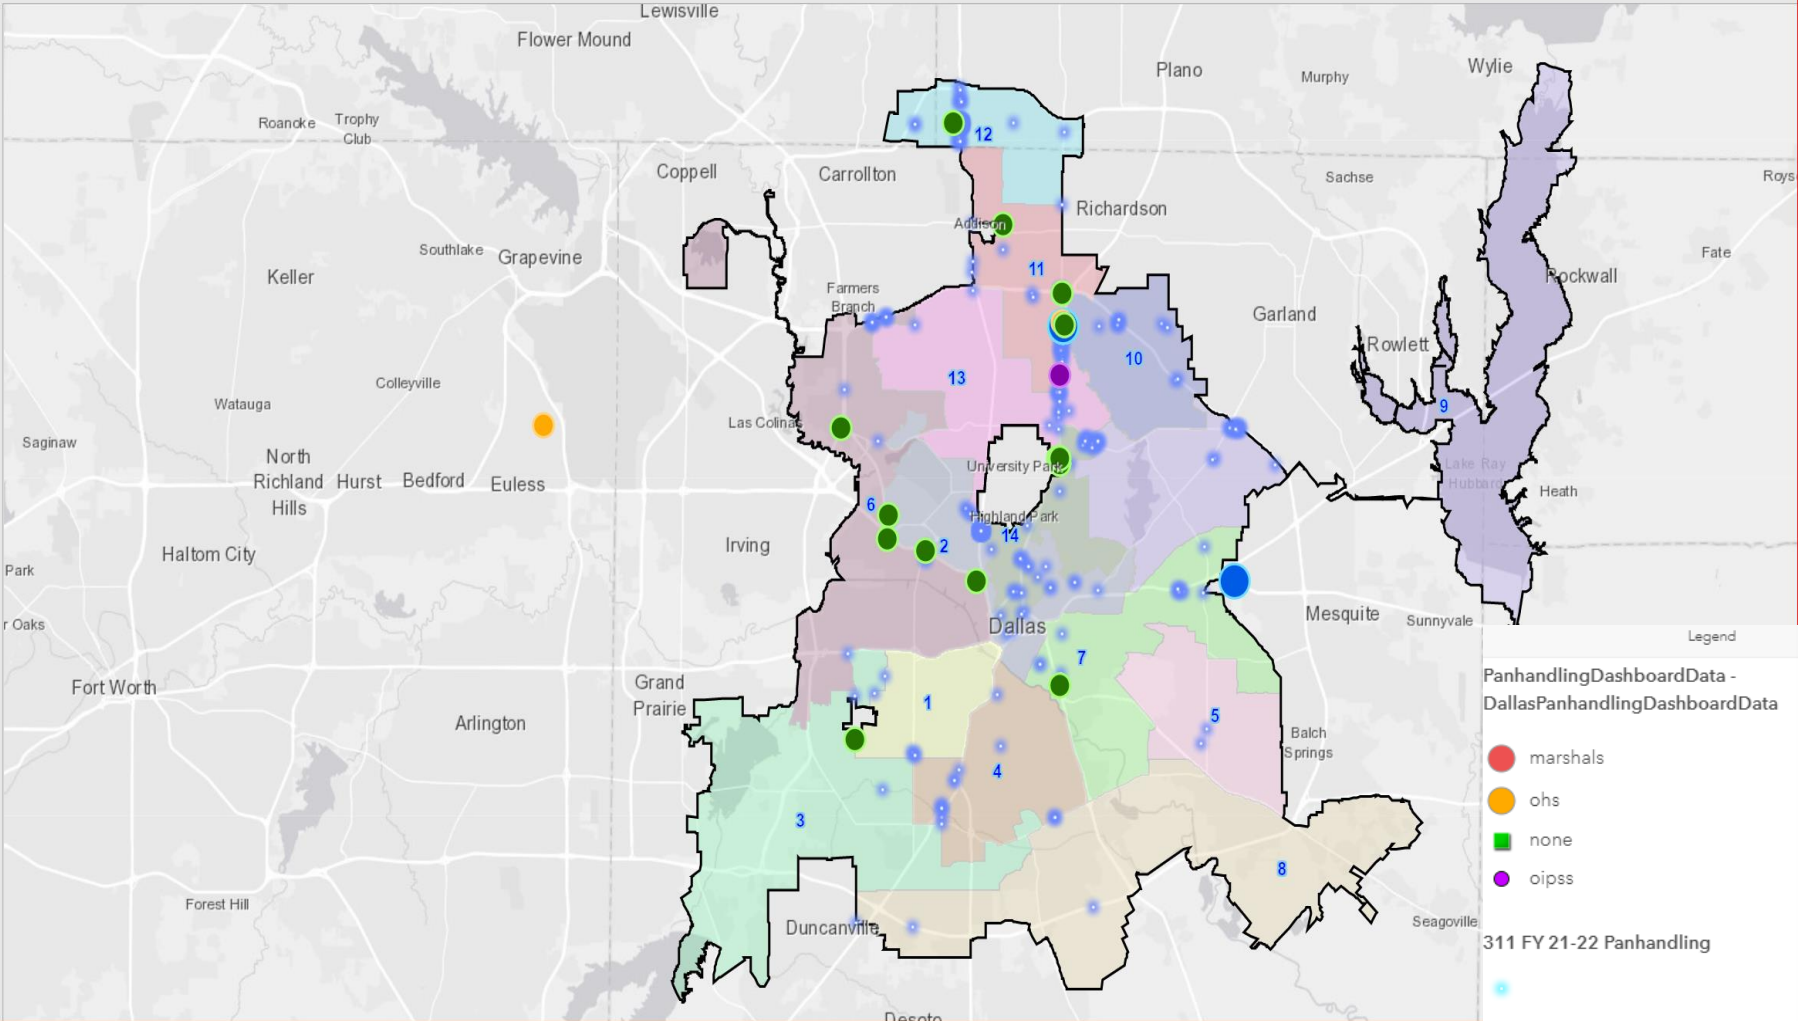 Lewisville
Flower Mound
Plano
Murphy
Wylie
Roanoke
Trophy
Club
12
Coppell
Carrollton
Sachse
Royse
Richardson
Addison
Southlake
Grapevine
Keller
11
Rockwall
Fate
Farmers
Branch
Garland
Rowlett
10
13
Colleyville
Watauga
9
Las Colinas
Saginaw
North
Richland
Hills
Hurst
Bedford
Euless
University Park
Lake Ray
Hubbard
Heath
6
Highland Park
14
2
Haltom City
Irving
Park
r Oaks
Dallas
Mesquite
Sunnyvale
7
Fort Worth
Grand
Prairie
Arlington
1
5
Balch
Springs
4
3
8
Forest Hill
Duncanville
Seagoville
Desoto
Legend
PanhandlingDashboardData -
DallasPanhandlingDashboardData
marshals
ohs
none
oipss
311 FY 21-22 Panhandling